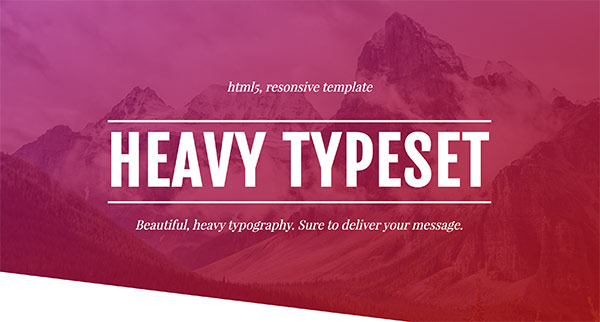 html5, resonsive template
HEAVY TYPESET
Beautiful, heavy typography. Sure to deliver your message.